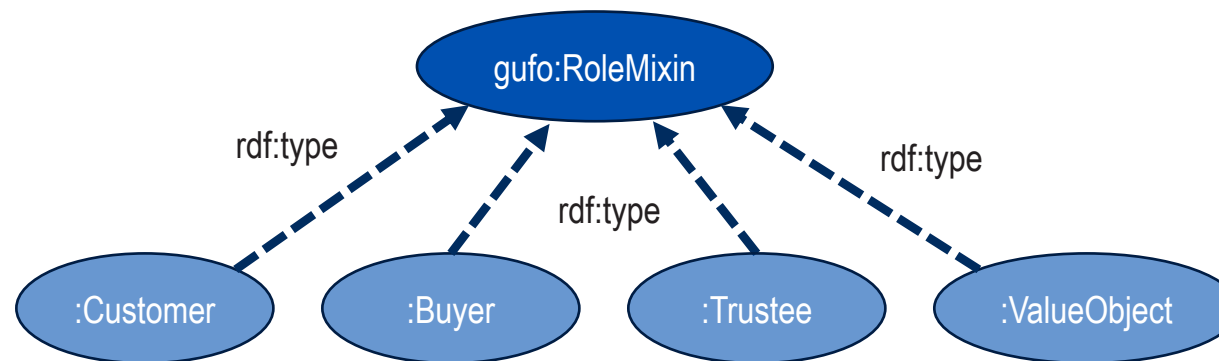 gufo:RoleMixin
rdf:type
rdf:type
rdf:type
:Customer
:Buyer
:Trustee
:ValueObject